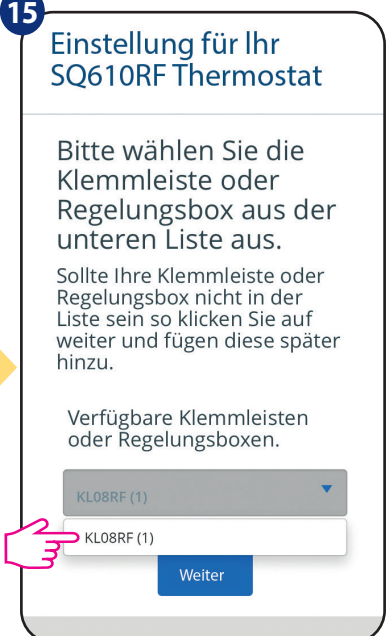 15
Einstellung für Ihr
SQ610RF Thermostat
Bitte wählen Sie die
Klemmleiste oder
Regelungsbox aus der
unteren Liste aus.
Sollte Ihre Klemmleiste oder
Regelungsbox nicht in der
Liste sein so klicken Sie auf
weiter und fügen diese später
hinzu.
Verfügbare Klemmleisten
oder Regelungsboxen.
KL08RF (1)
KL08RF (1)
Weiter